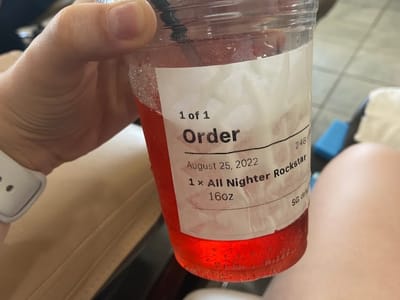 1 of 1
Order
August 25, 2022
1 × All Nighter Rockstar
16oz